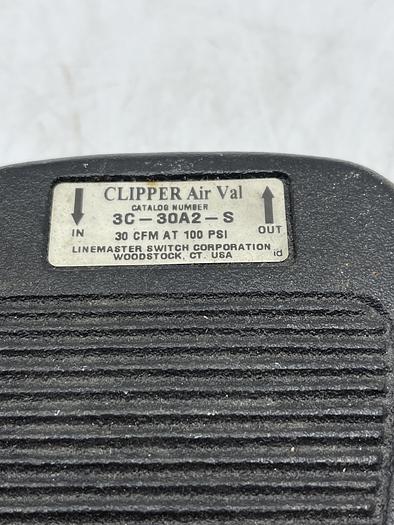 CLIPPER Air Val
CATALOG NUMBER
3C-30A2-S
IN 30 CFM AT 100 PSI OUT
LINEMASTER SWITCH CORPORATION
WOODSTOCK, CT. USA id